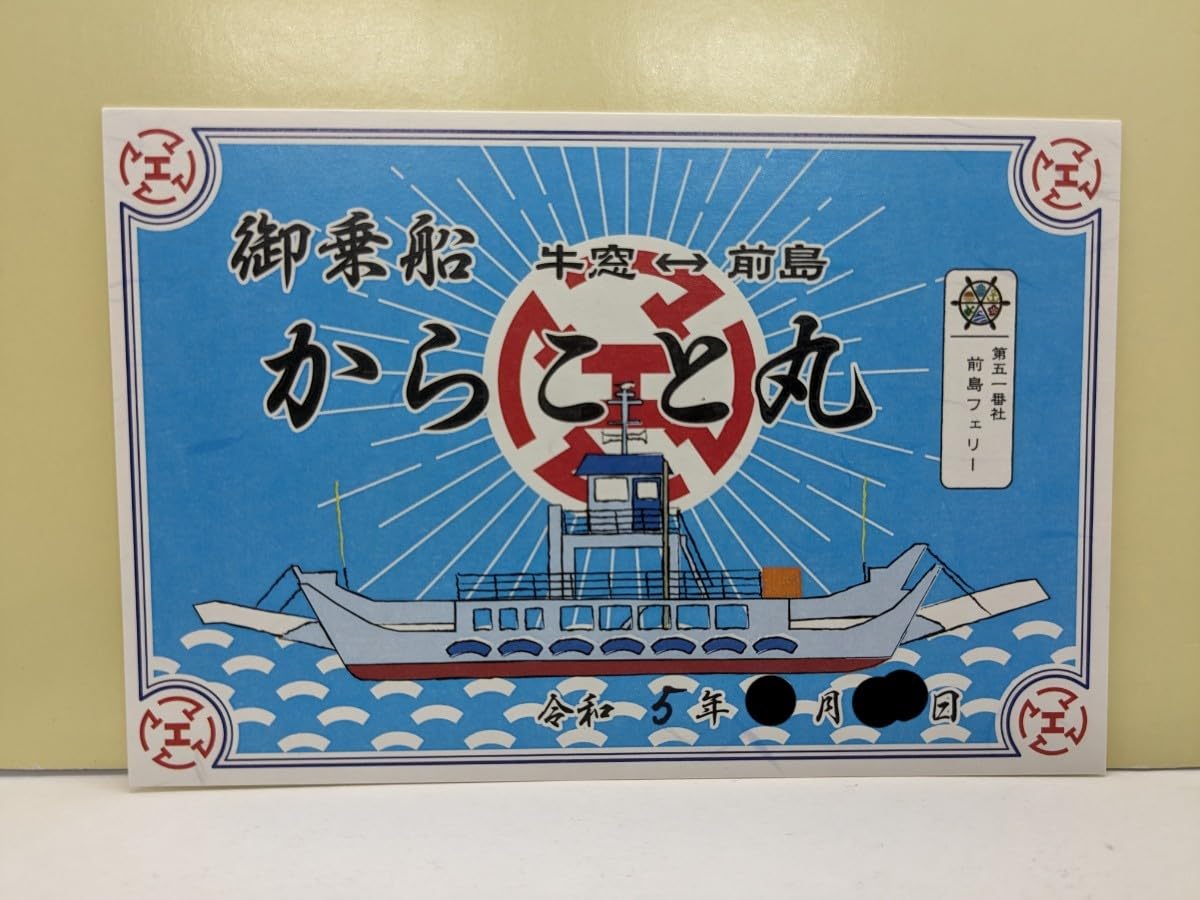 御乗船 牛窓↔前島
からこと丸
第五一番社
前島フェリー
令和 5年 月 日